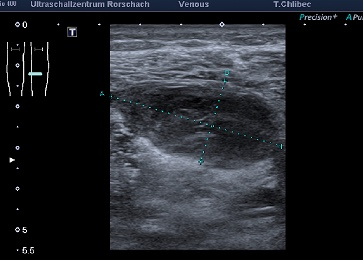 Ultraschallzentrum Rorschach Venous T.Chlibec
Precision+ APu
0
T
5
5.5